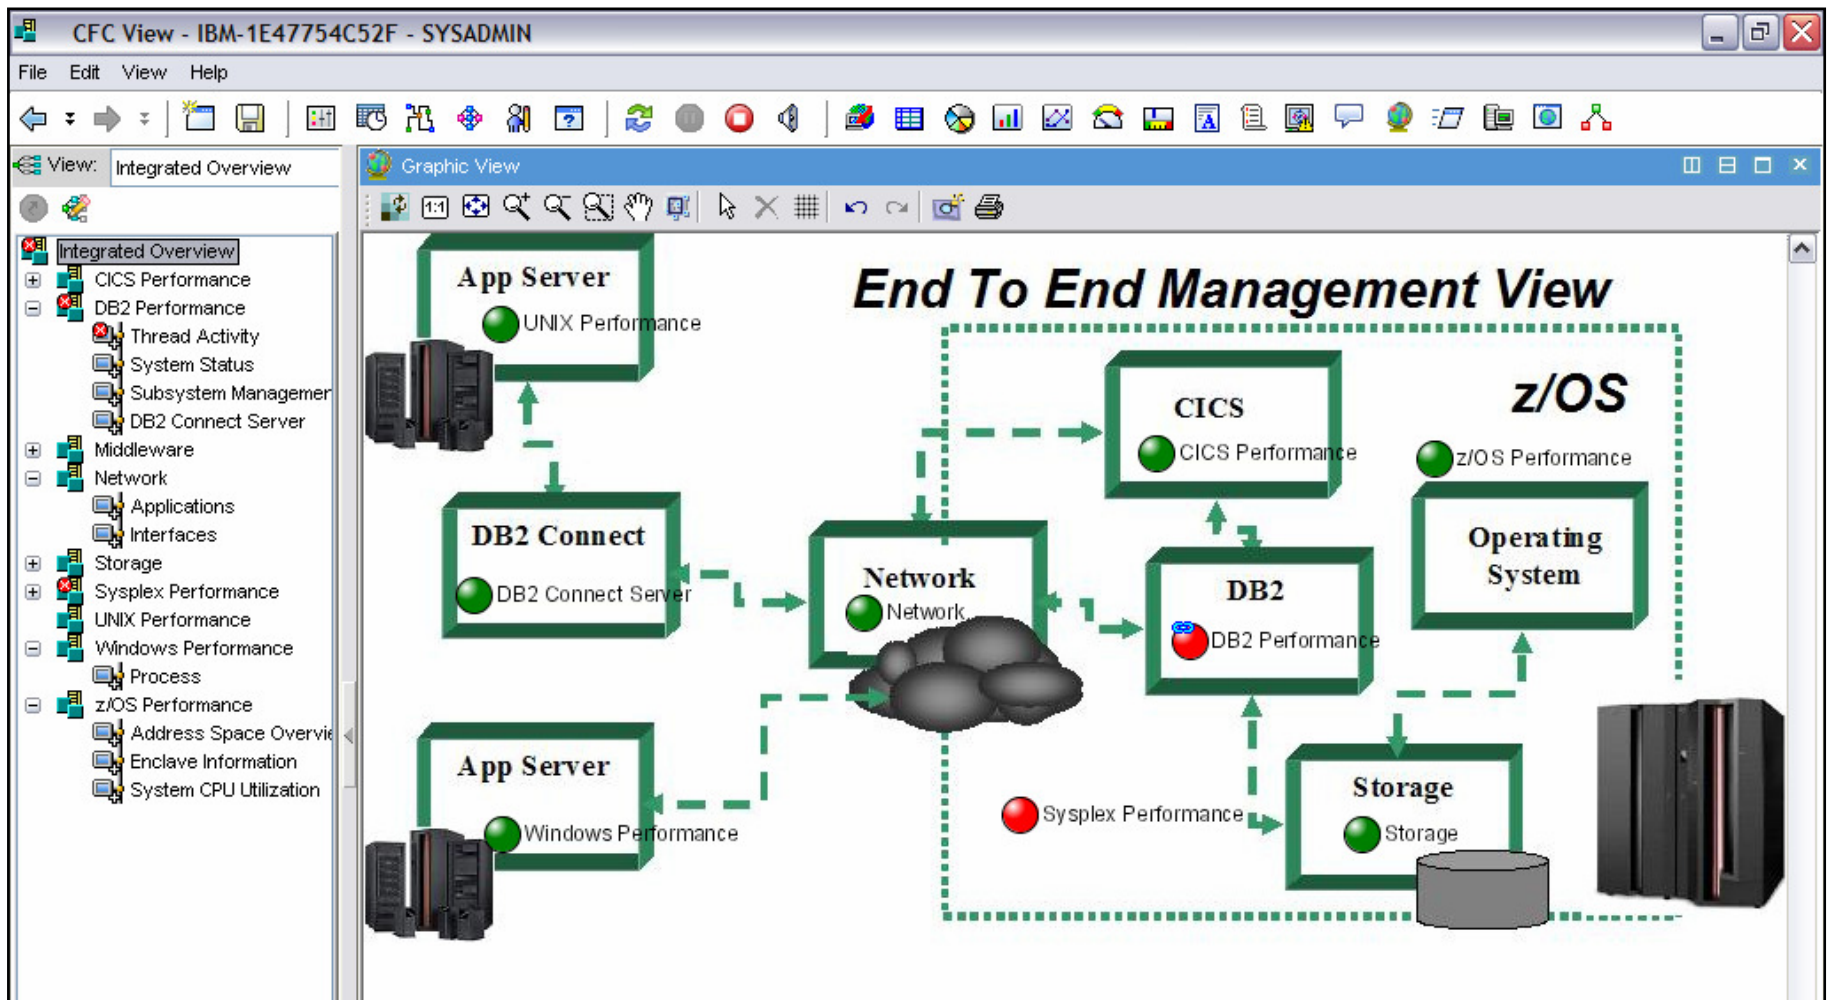 CFC View - IBM-1E47754C52F - SYSADMIN
File Edit View Help
View: Integrated Overview
Integrated Overview
CICS Performance
DB2 Performance
Thread Activity
System Status
Subsystem Managemer
DB2 Connect Server
Middleware
Network
Applications
Interfaces
Storage
Sysplex Performance
UNIX Performance
Windows Performance
Process
z/OS Performance
Address Space Overvie
Enclave Information
System CPU Utilization
Graphic View
1:1
End To End Management View
App Server
UNIX Performance
z/OS
CICS
CICS Performance
z/OS Performance
DB2 Connect
DB2 Connect Server
Network
Network
DB2
DB2 Performance
Operating
System
App Server
Windows Performance
Sysplex Performance
Storage
Storage